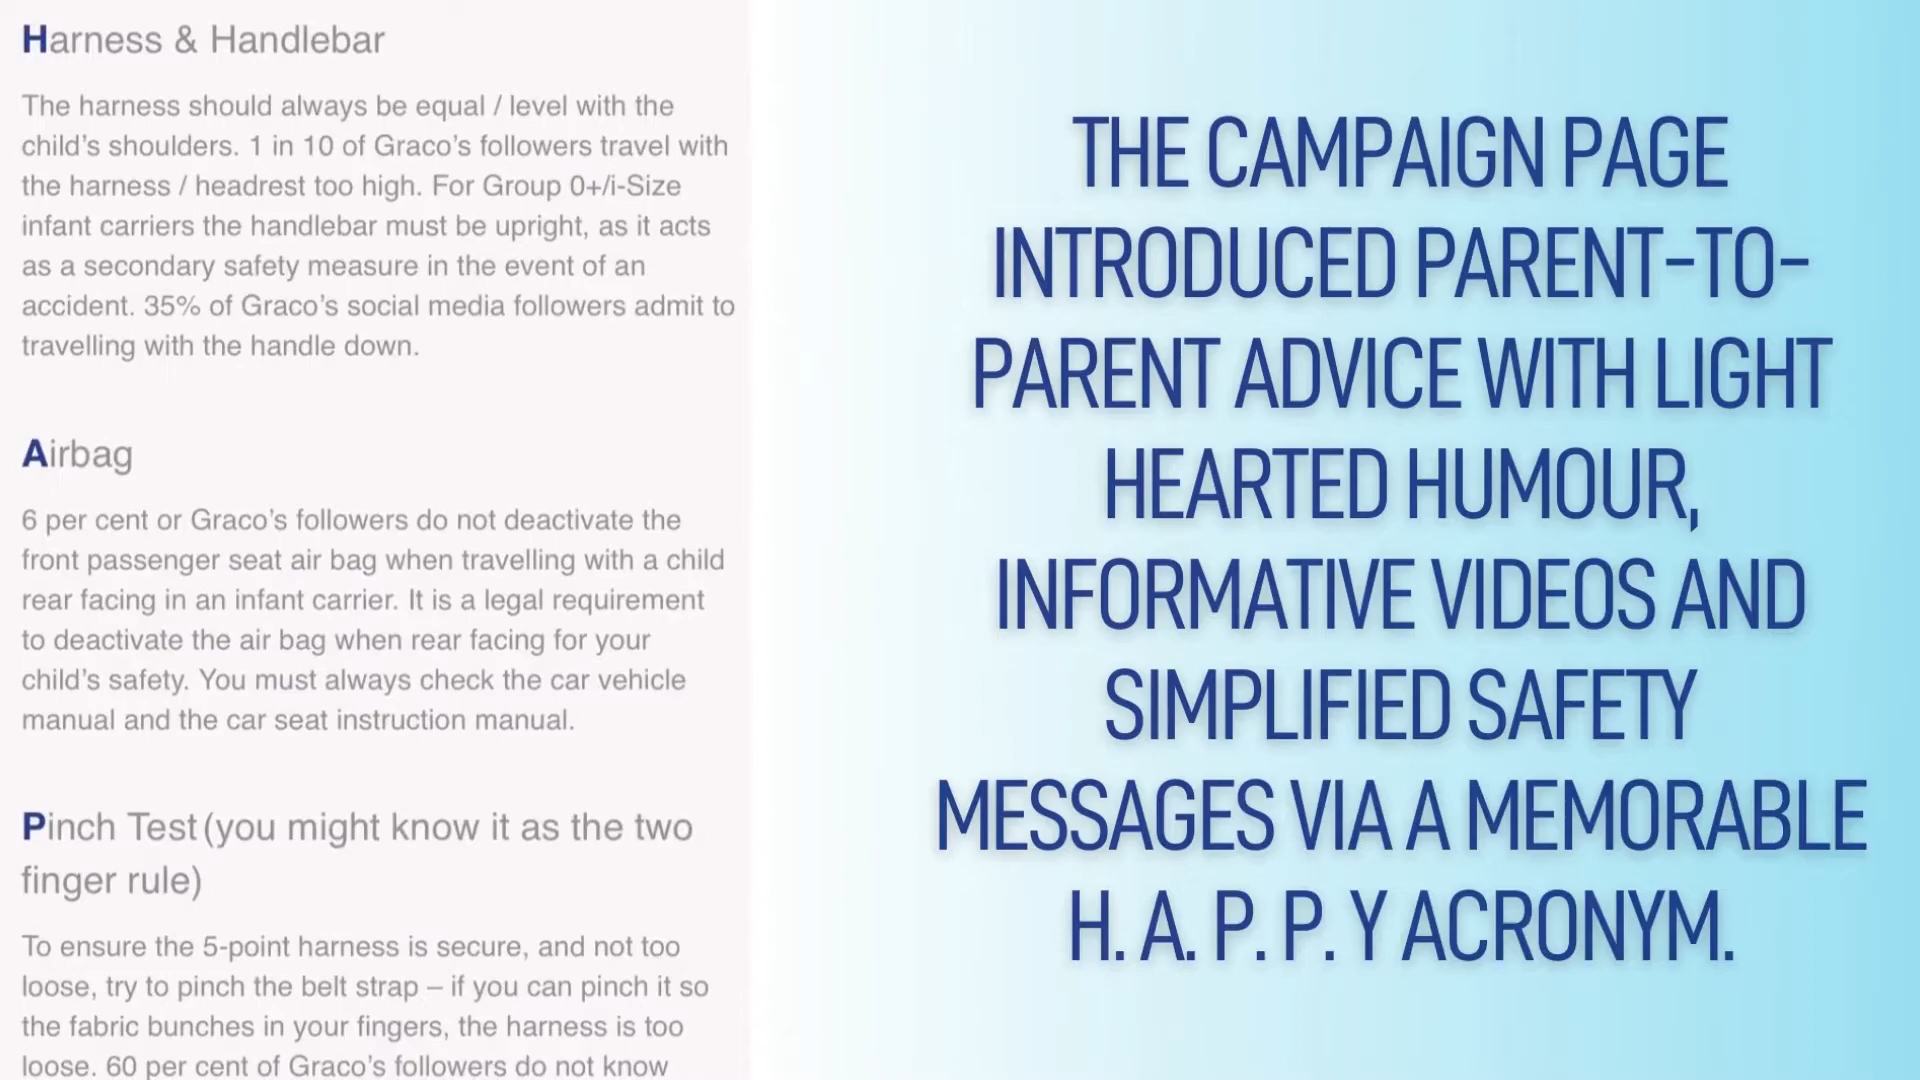 Harness & Handlebar
The harness should always be equal / level with the
child's shoulders. 1 in 10 of Graco's followers travel with
the harness / headrest too high. For Group 0+/i-Size
infant carriers the handlebar must be upright, as it acts
as a secondary safety measure in the event of an
accident. 35% of Graco's social media followers admit to
travelling with the handle down.
Airbag
6 per cent or Graco's followers do not deactivate the
front passenger seat air bag when travelling with a child
rear facing in an infant carrier. It is a legal requirement
to deactivate the air bag when rear facing for your
child's safety. You must always check the car vehicle
manual and the car seat instruction manual.
Pinch Test (you might know it as the two
finger rule)
To ensure the 5-point harness is secure, and not too
loose, try to pinch the belt strap – if you can pinch it so
the fabric bunches in your fingers, the harness is too
loose. 60 per cent of Graco's followers do not know
THE CAMPAIGN PAGE
INTRODUCED PARENT-TO-
PARENT ADVICE WITH LIGHT
HEARTED HUMOUR,
INFORMATIVE VIDEOS AND
SIMPLIFIED SAFETY
MESSAGES VIA A MEMORABLE
H. A. P. P. Y ACRONYM.